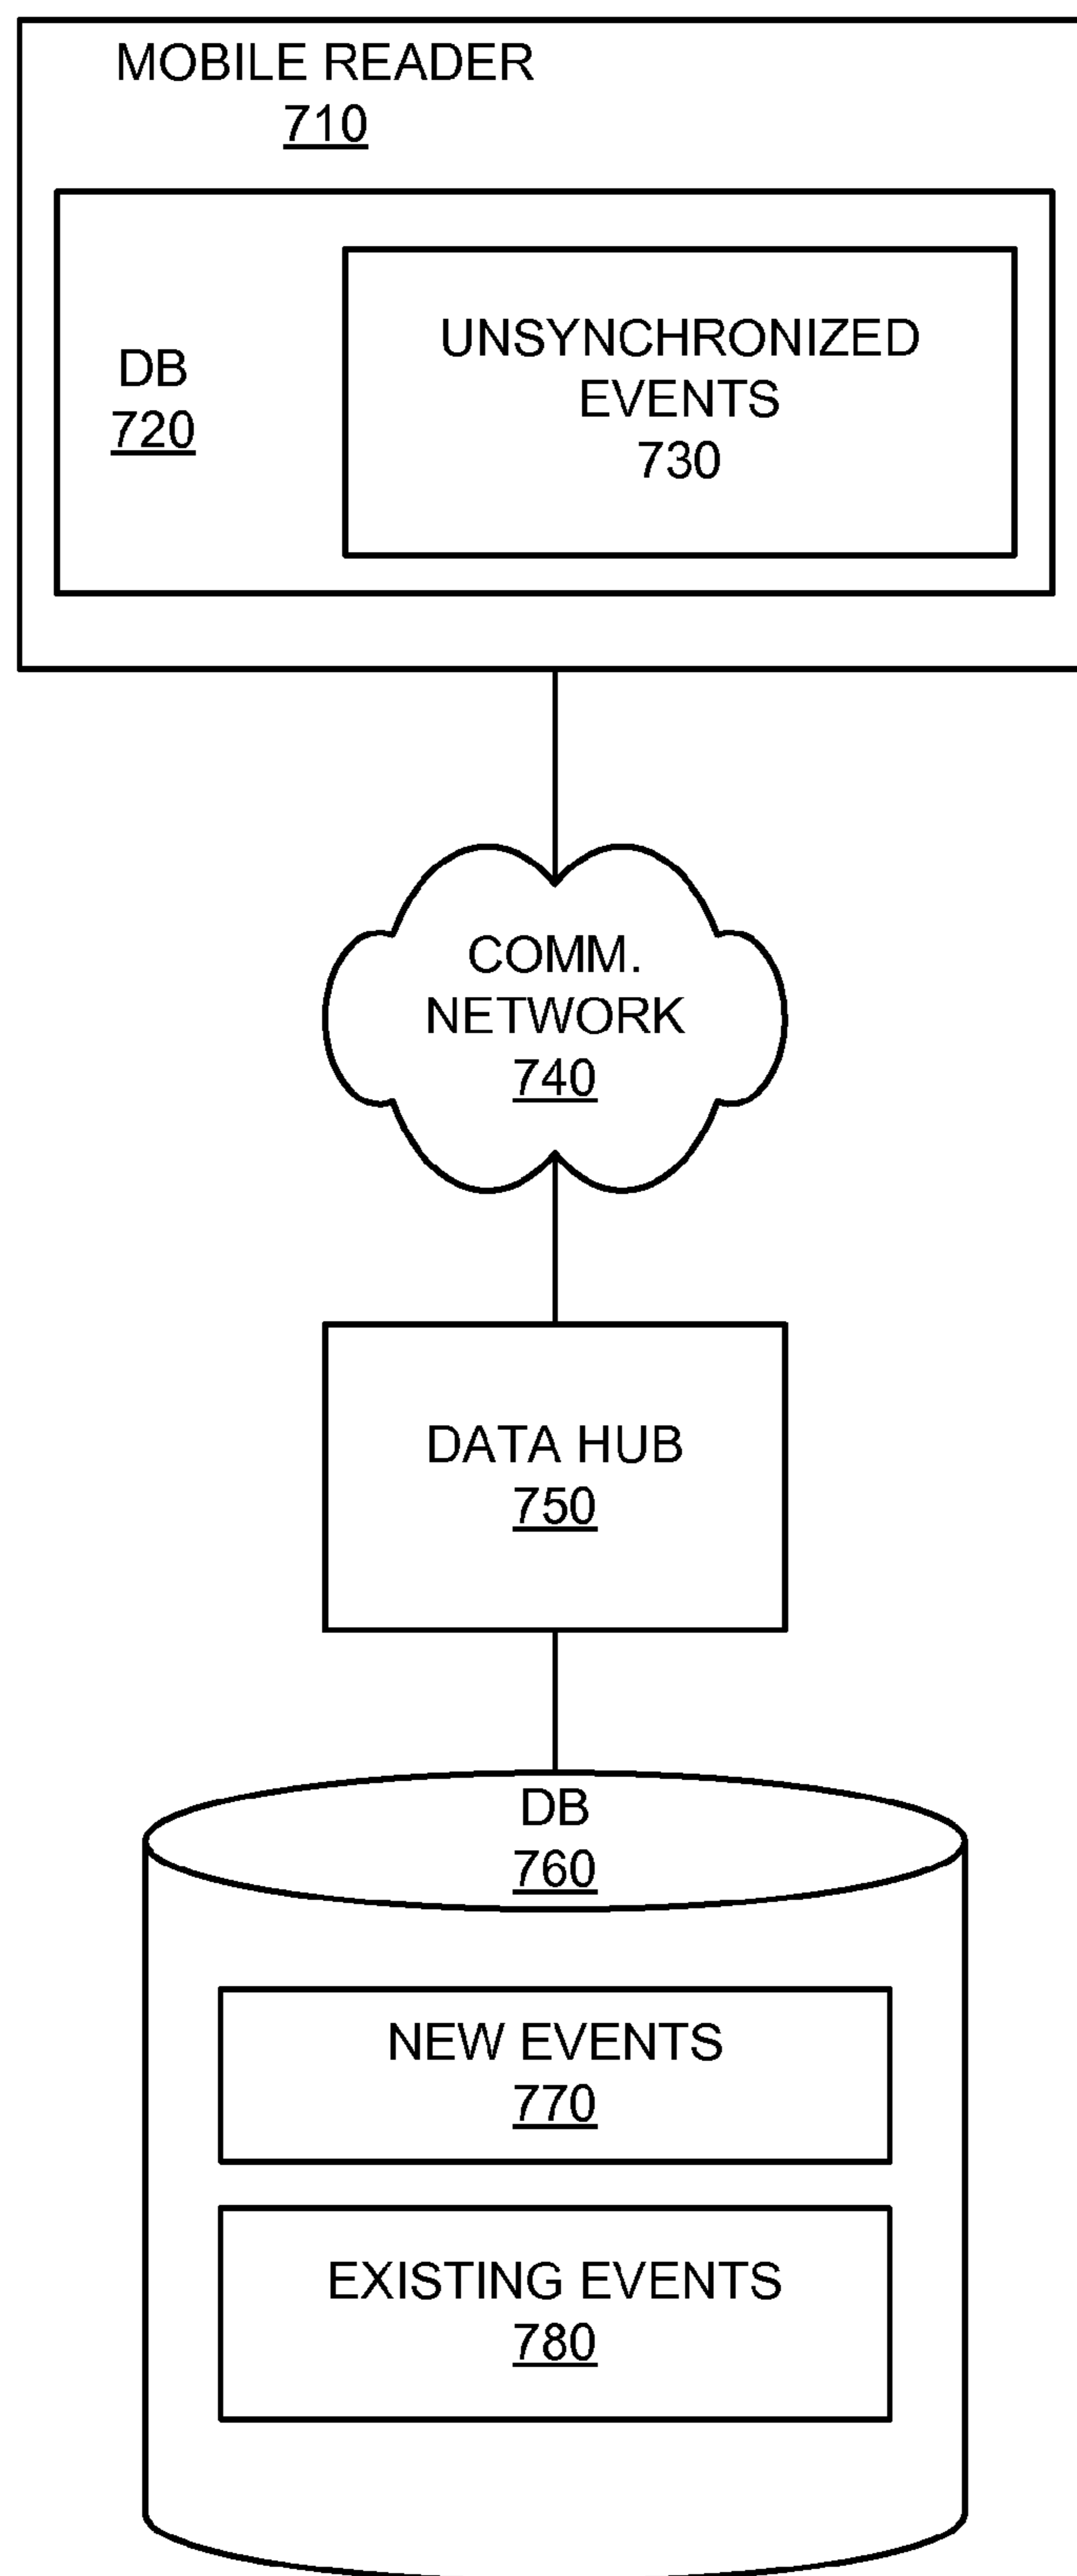 MOBILE READER
710
DB
720
UNSYNCHRONIZED
EVENTS
730
COMM.
NETWORK
740
DATA HUB
750
DB
760
NEW EVENTS
770
EXISTING EVENTS
780